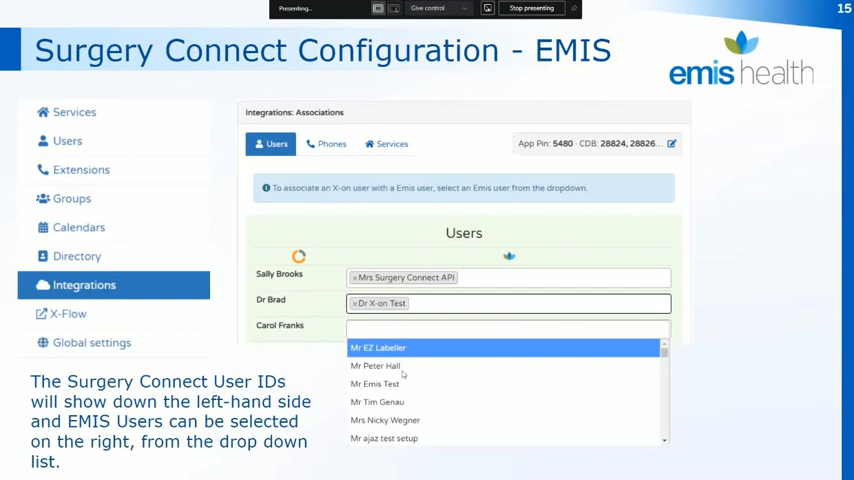 Presenting...
Give control
Stop presenting
15
Surgery Connect Configuration - EMIS
emis health
Services
Users
Extensions
Groups
Calendars
Directory
Integrations
X-Flow
Global settings
Integrations: Associations
Users
Phones
Services
App Pin: 5480 · CDB: 28824, 28826...
To associate an X-on user with a Emis user, select an Emis user from the dropdown.
Users
Sally Brooks
×Mrs Surgery Connect API
Dr Brad
×Dr X-on Test
Carol Franks
Mr EZ Labeller
Mr Peter Hall
Mr Emis Test
Mr Tim Genau
Mrs Nicky Wegner
Mr ajaz test setup
The Surgery Connect User IDs
will show down the left-hand side
and EMIS Users can be selected
on the right, from the drop down
list.